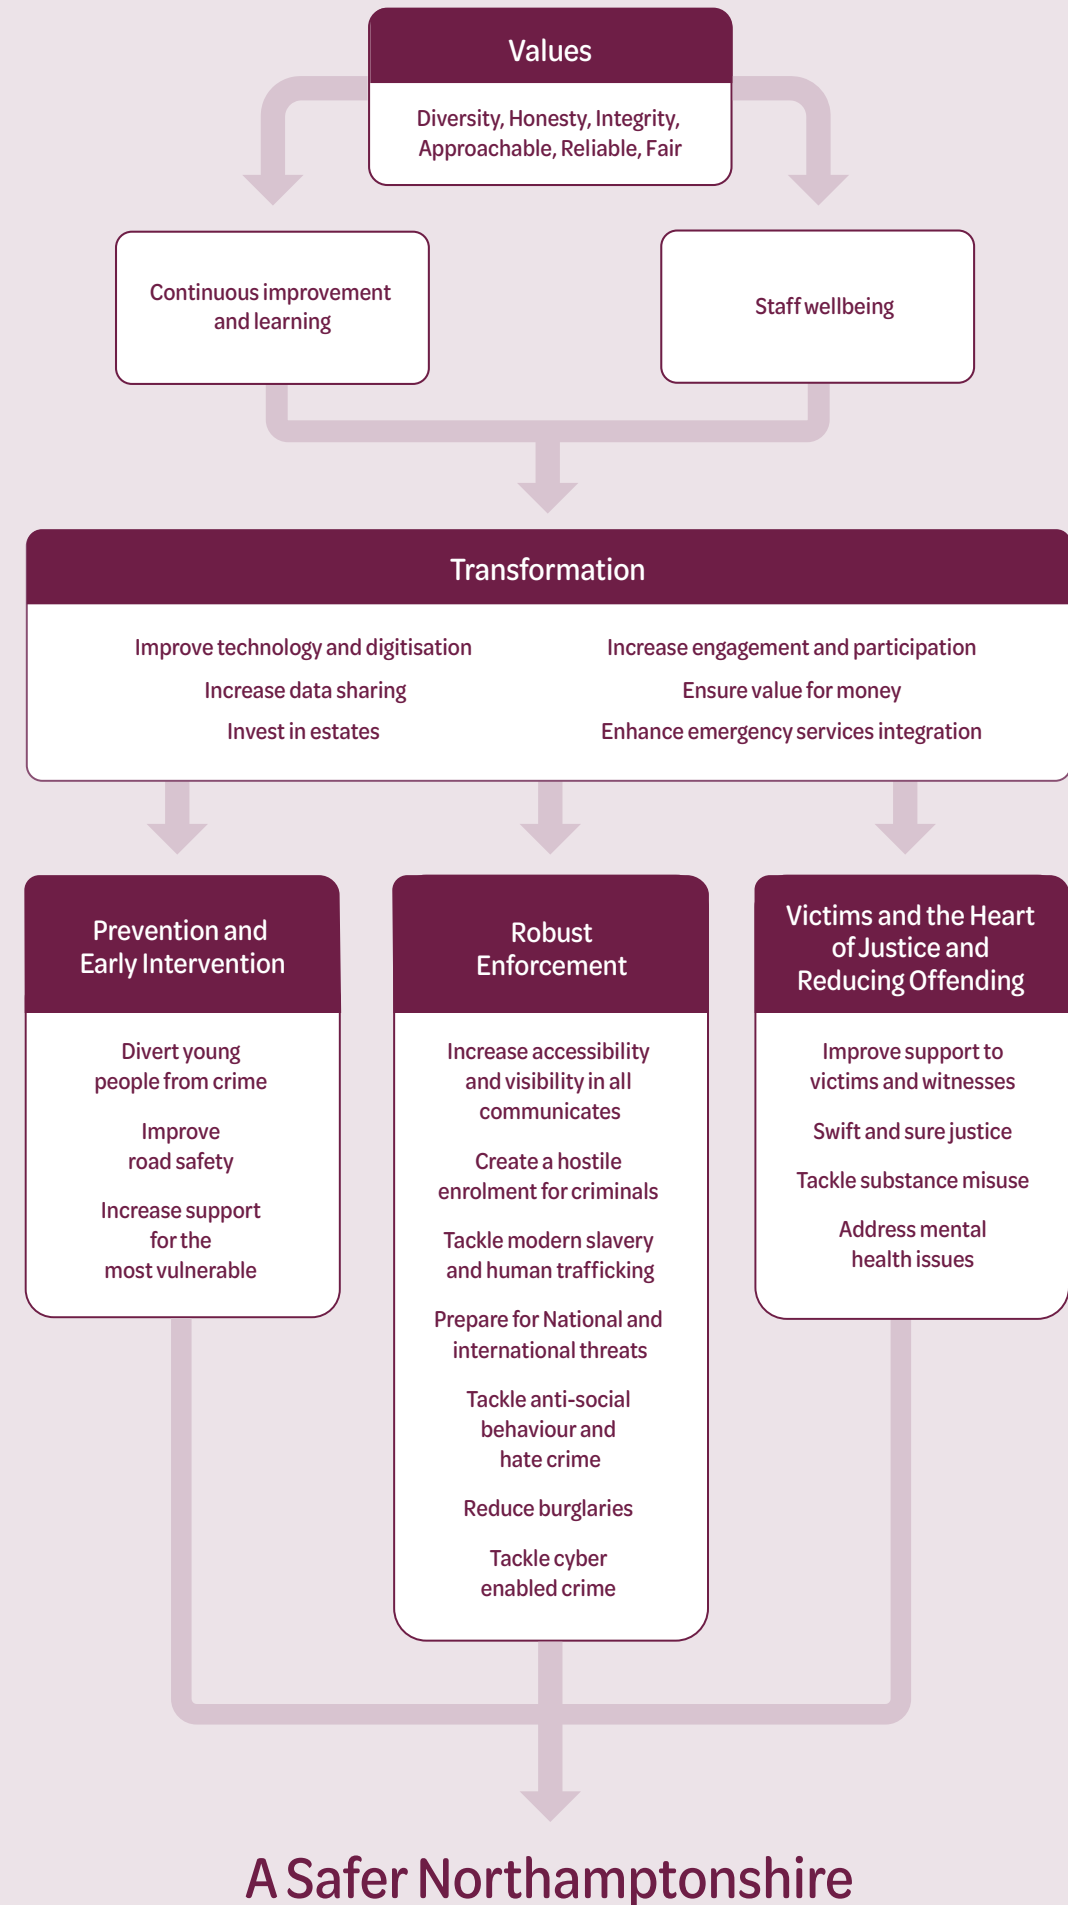 Values
Diversity, Honesty, Integrity,
Approachable, Reliable, Fair
Continuous improvement
and learning
Staff wellbeing
Transformation
Improve technology and digitisation
Increase data sharing
Invest in estates
Increase engagement and participation
Ensure value for money
Enhance emergency services integration
Prevention and
Early Intervention
Divert young
people from crime
Improve
road safety
Increase support
for the
most vulnerable
Robust
Enforcement
Increase accessibility
and visibility in all
communicates
Create a hostile
enrolment for criminals
Tackle modern slavery
and human trafficking
Prepare for National and
international threats
Tackle anti-social
behaviour and
hate crime
Reduce burglaries
Tackle cyber
enabled crime
Victims and the Heart
of Justice and
Reducing Offending
Improve support to
victims and witnesses
Swift and sure justice
Tackle substance misuse
Address mental
health issues
A Safer Northamptonshire